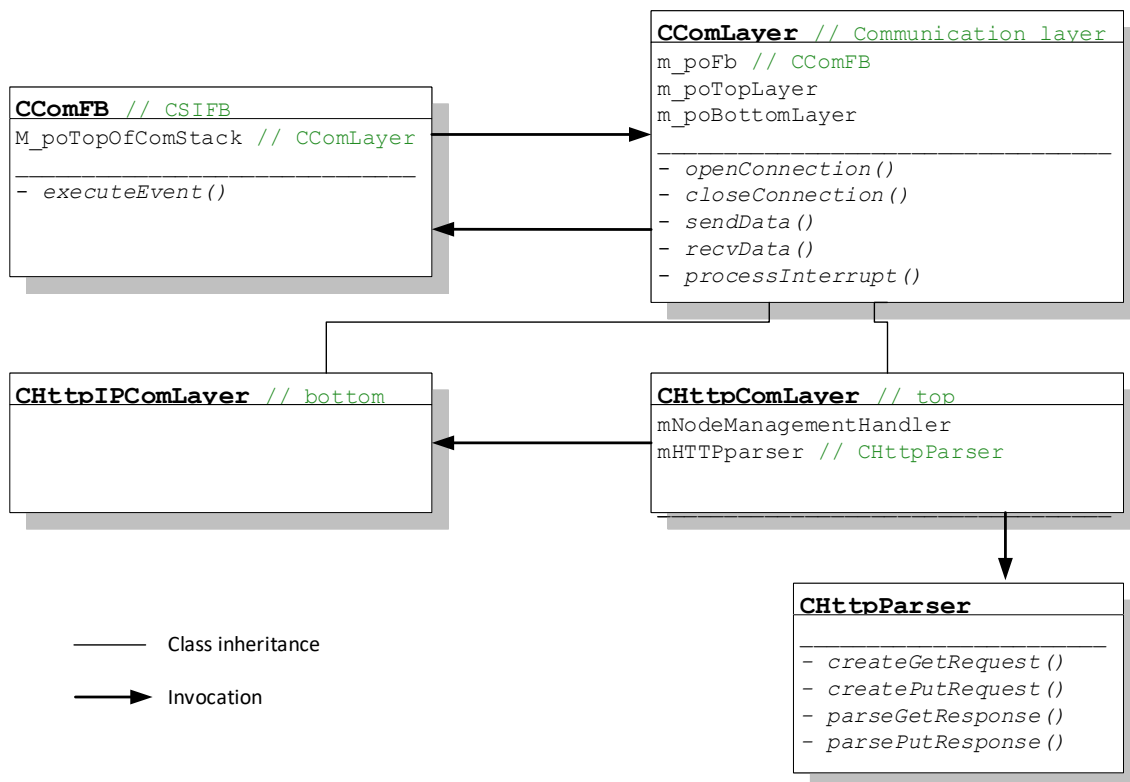 CComLayer // Communication layer
m_poFb // CComFB
m_poTopLayer
m_poBottomLayer
- openConnection()
- closeConnection()
- sendData()
- recvData()
- processInterrupt()
CComFB // CSIFB
M_poTopOfComStack // CComLayer
- executeEvent()
CHttpIPComLayer // bottom
CHttpComLayer // top
mNodeManagementHandler
mHTTPparser // CHttpParser
CHttpParser
- createGetRequest()
- createPutRequest()
- parseGetResponse()
- parsePutResponse()
Class inheritance
Invocation